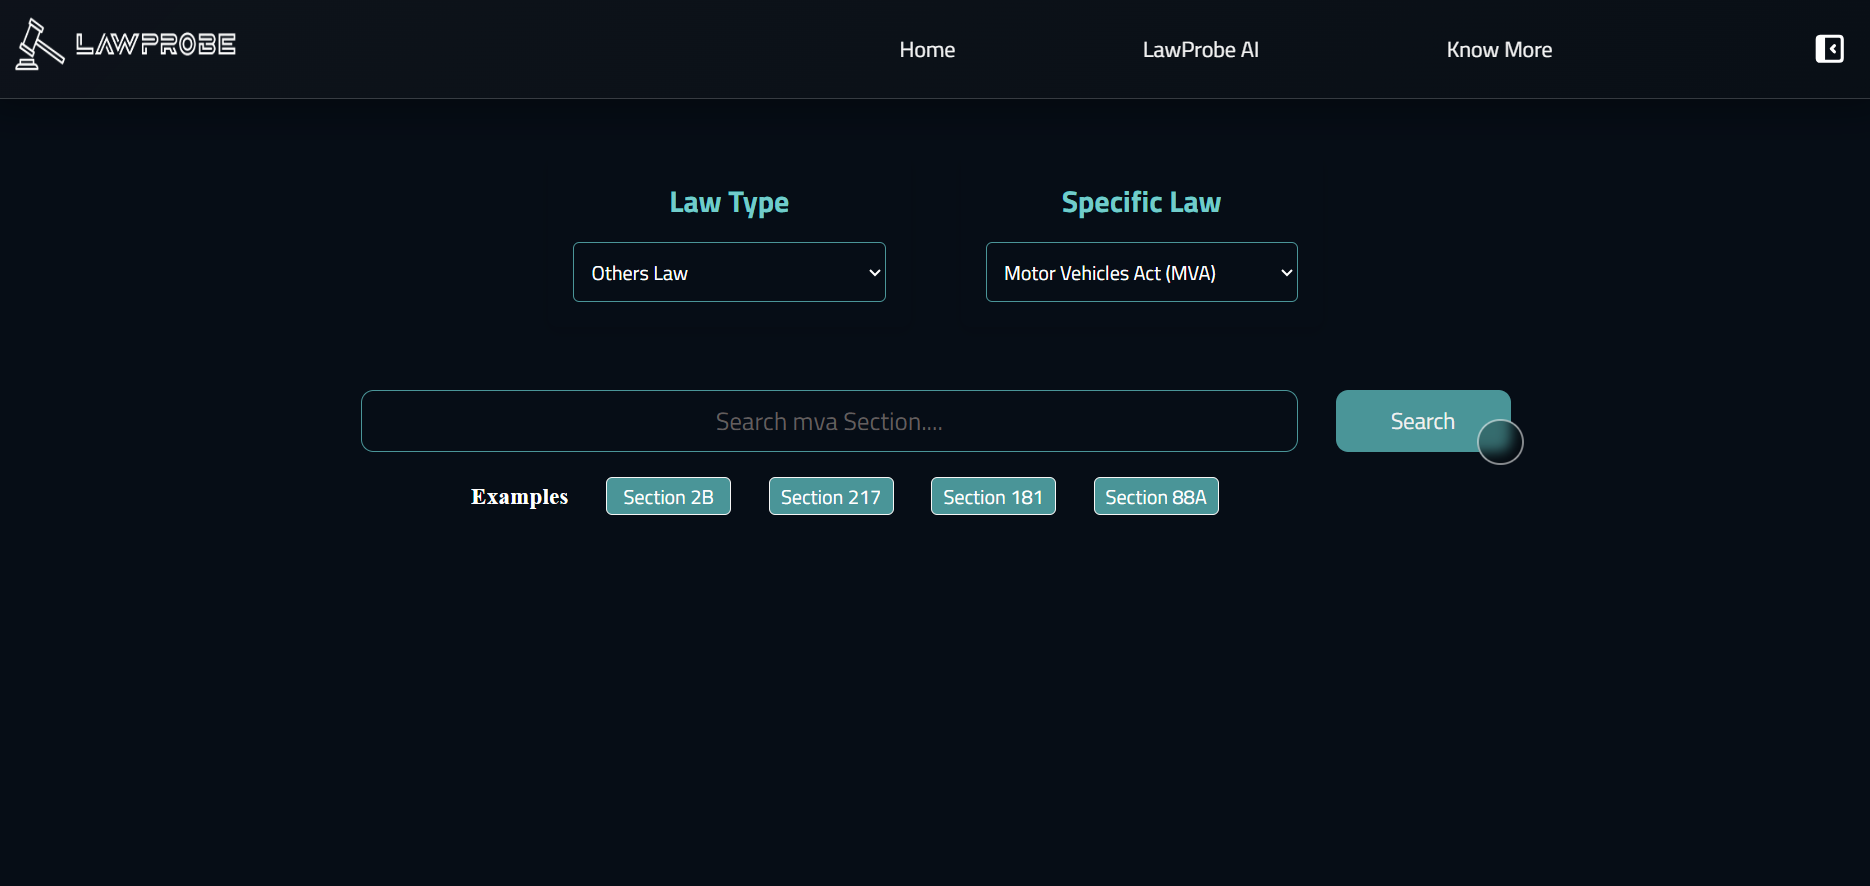 LAWPROBE
Home
LawProbe AI
Know More
Law Type
Specific Law
Others Law
Motor Vehicles Act (MVA)
Search mva Section....
Search
Examples
Section 2B
Section 217
Section 181
Section 88A